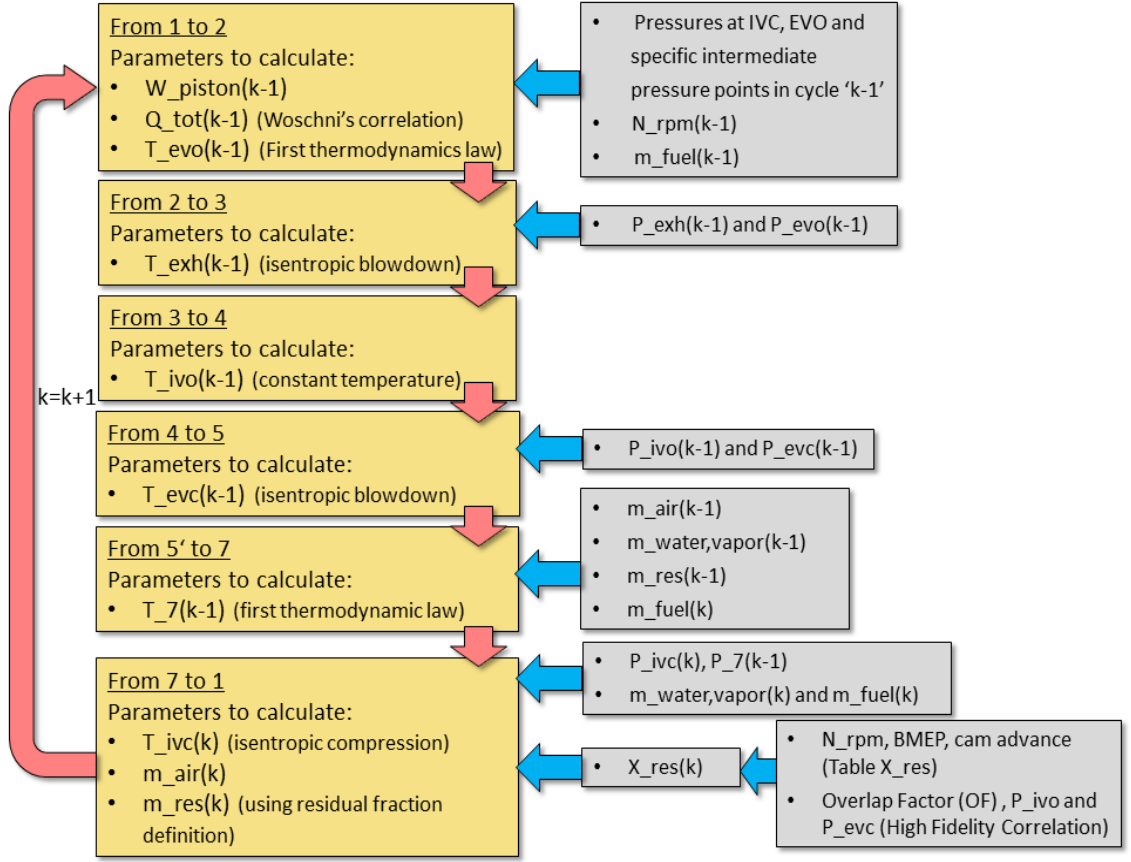 From 1 to 2
Parameters to calculate:
• W_piston(k-1)
• Q_tot(k-1) (Woschni's correlation)
• T_evo(k-1) (First thermodynamics law)
• Pressures at IVC, EVO and
specific intermediate
pressure points in cycle 'k-1'
• N_rpm(k-1)
• m_fuel(k-1)
From 2 to 3
Parameters to calculate:
• T_exh(k-1) (isentropic blowdown)
• P_exh(k-1) and P_evo(k-1)
From 3 to 4
Parameters to calculate:
• T_ivo(k-1) (constant temperature)
k=k+1
From 4 to 5
Parameters to calculate:
• T_evc(k-1) (isentropic blowdown)
• P_ivo(k-1) and P_evc(k-1)
From 5‘ to 7
Parameters to calculate:
• T_7(k-1) (first thermodynamic law)
• m_air(k-1)
• m_water,vapor(k-1)
• m_res(k-1)
• m_fuel(k)
From 7 to 1
Parameters to calculate:
• T_ivc(k) (isentropic compression)
• m_air(k)
• m_res(k) (using residual fraction
definition)
• P_ivc(k), P_7(k-1)
• m_water,vapor(k) and m_fuel(k)
• X_res(k)
• N_rpm, BMEP, cam advance
(Table X_res)
• Overlap Factor (OF) , P_ivo and
P_evc (High Fidelity Correlation)